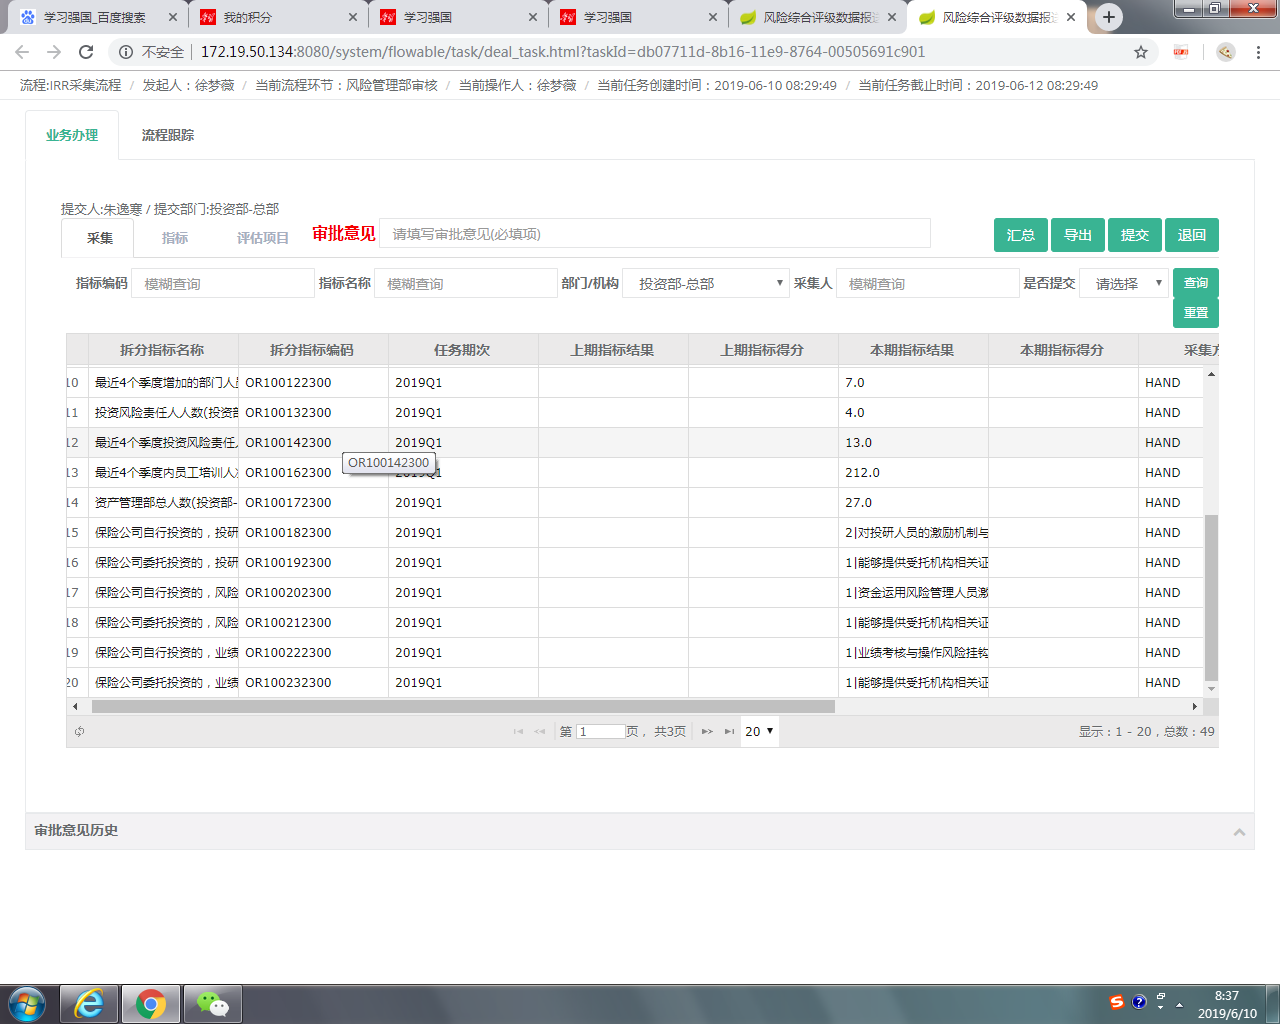 学习强国_百度搜索
我的积分
学习强国
学习强国
风险综合评级数据报送
风险综合评级数据报送
不安全 172.19.50.134:8080/system/flowable/task/deal_task.html?taskId=db07711d-8b16-11e9-8764-00505691c901
流程:IRR采集流程 / 发起人：徐梦薇 / 当前流程环节：风险管理部审核 / 当前操作人：徐梦薇 / 当前任务创建时间：2019-06-10 08:29:49 / 当前任务截止时间：2019-06-12 08:29:49
业务办理 流程跟踪
提交人:朱逸寒 / 提交部门:投资部-总部
采集 指标 评估项目 审批意见 请填写审批意见(必填项) 汇总 导出 提交 退回
指标编码 模糊查询 指标名称 模糊查询 部门/机构 投资部-总部 采集人 模糊查询 是否提交 请选择 查询
重置
拆分指标名称 拆分指标编码 任务期次 上期指标结果 上期指标得分 本期指标结果 本期指标得分 采集方
10 最近4个季度增加的部门人员 OR100122300 2019Q1 7.0 HAND
11 投资风险责任人人数(投资部 OR100132300 2019Q1 4.0 HAND
12 最近4个季度投资风险责任人 OR100142300 2019Q1 13.0 HAND
OR100142300
13 最近4个季度内员工培训人次 OR100162300 2019Q1 212.0 HAND
14 资产管理部总人数(投资部- OR100172300 2019Q1 27.0 HAND
15 保险公司自行投资的，投研 OR100182300 2019Q1 2|对投研人员的激励机制与 HAND
16 保险公司委托投资的，投研 OR100192300 2019Q1 1|能够提供受托机构相关证 HAND
17 保险公司自行投资的，风险 OR100202300 2019Q1 1|资金运用风险管理人员激 HAND
18 保险公司委托投资的，风险 OR100212300 2019Q1 1|能够提供受托机构相关证 HAND
19 保险公司自行投资的，业绩 OR100222300 2019Q1 1|业绩考核与操作风险挂钩 HAND
20 保险公司委托投资的，业绩 OR100232300 2019Q1 1|能够提供受托机构相关证 HAND
第 1 页， 共3页 20 显示：1 - 20，总数：49
审批意见历史
8:37
2019/6/10